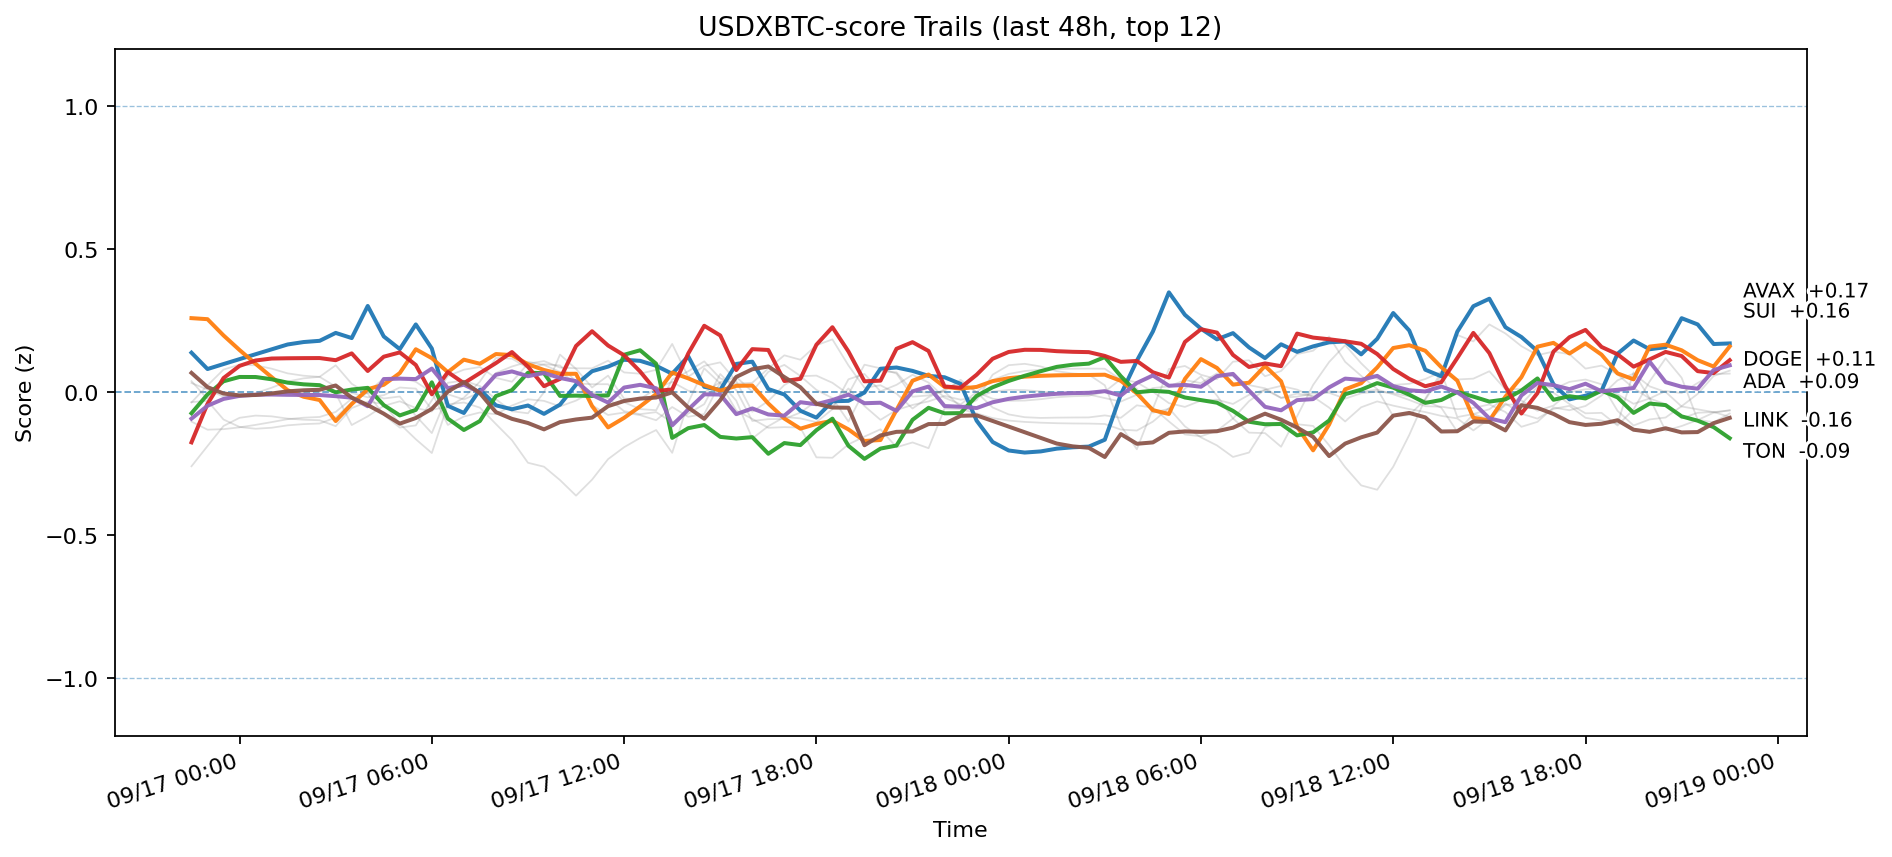 USDXBTC-score Trails (last 48h, top 12)
Score (z)
1.0
0.5
0.0
−0.5
−1.0
AVAX +0.17
SUI +0.16
DOGE +0.11
ADA +0.09
LINK -0.16
TON -0.09
09/17 00:00
09/17 06:00
09/17 12:00
09/17 18:00
09/18 00:00
09/18 06:00
09/18 12:00
09/18 18:00
09/19 00:00
Time